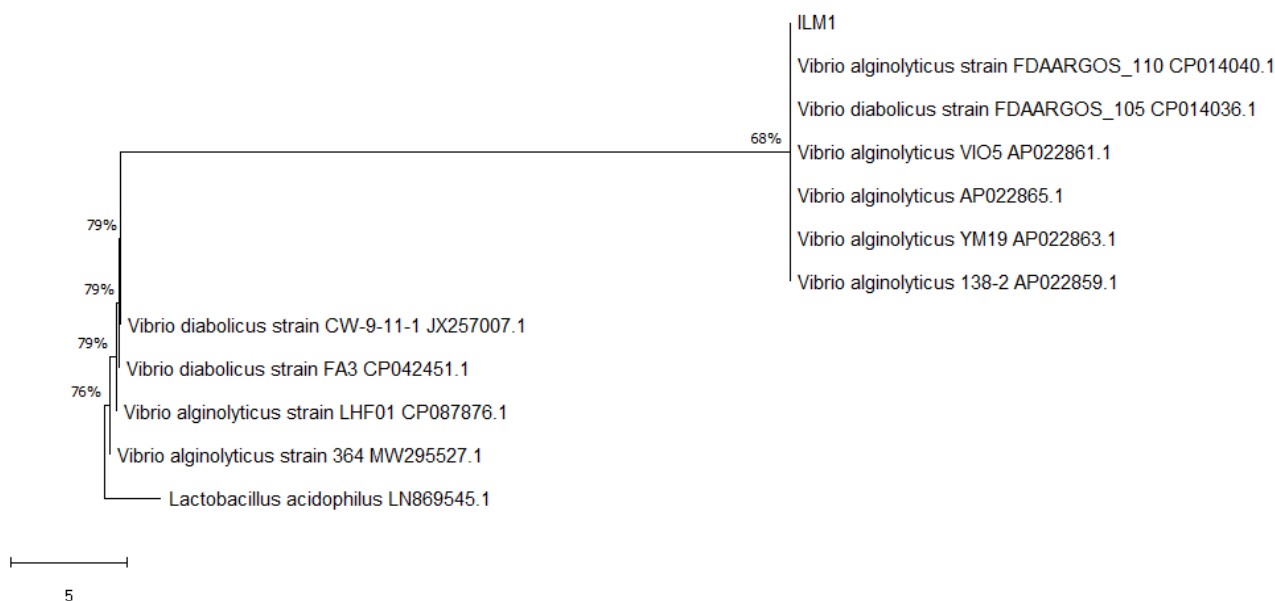 ILM1
Vibrio alginolyticus strain FDAARGOS_110 CP014040.1
Vibrio diabolicus strain FDAARGOS_105 CP014036.1
68%
Vibrio alginolyticus VIO5 AP022861.1
Vibrio alginolyticus AP022865.1
79%
Vibrio alginolyticus YM19 AP022863.1
Vibrio alginolyticus 138-2 AP022859.1
79%
Vibrio diabolicus strain CW-9-11-1 JX257007.1
79%
Vibrio diabolicus strain FA3 CP042451.1
76%
Vibrio alginolyticus strain LHF01 CP087876.1
Vibrio alginolyticus strain 364 MW295527.1
Lactobacillus acidophilus LN869545.1
5